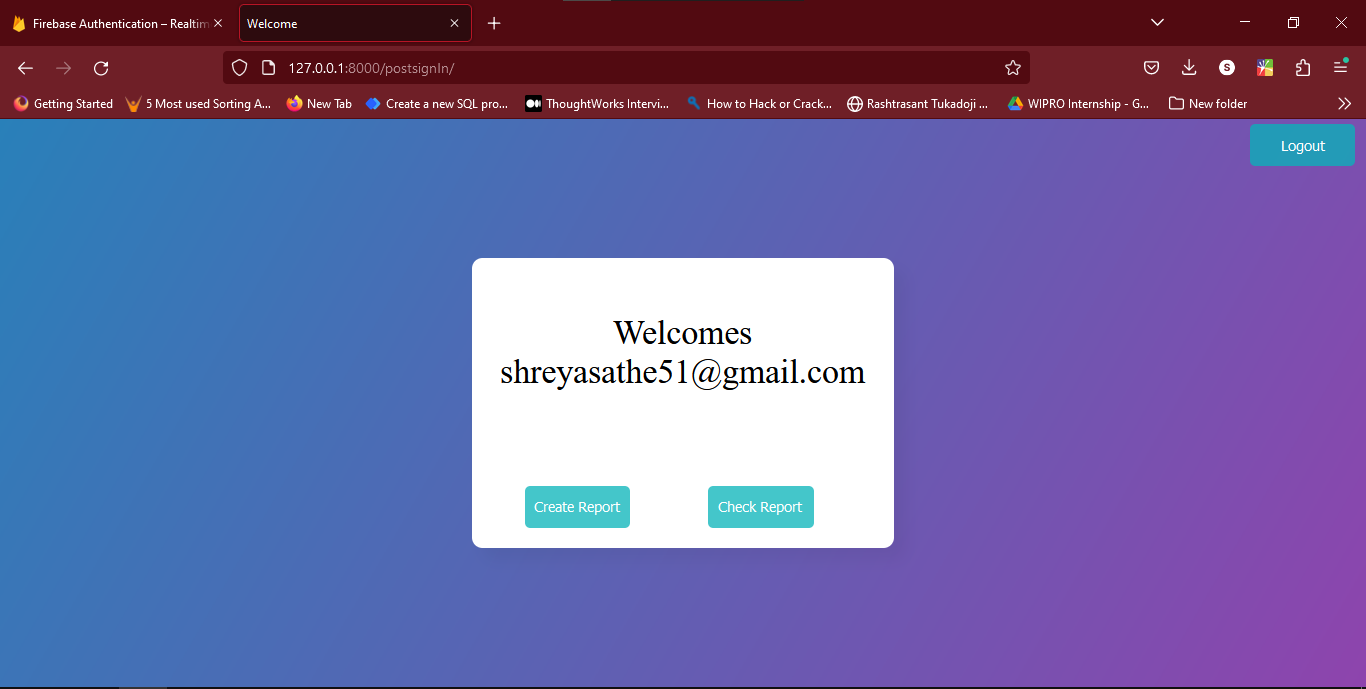 Firebase Authentication – Realtim
Welcome
127.0.0.1:8000/postsignIn/
S
Getting Started
5 Most used Sorting A...
New Tab
Create a new SQL pro...
ThoughtWorks Intervi...
How to Hack or Crack...
Rashtrasant Tukadoji ...
WIPRO Internship - G...
New folder
Logout
Welcomes
shreyasathe51@gmail.com
Create Report
Check Report